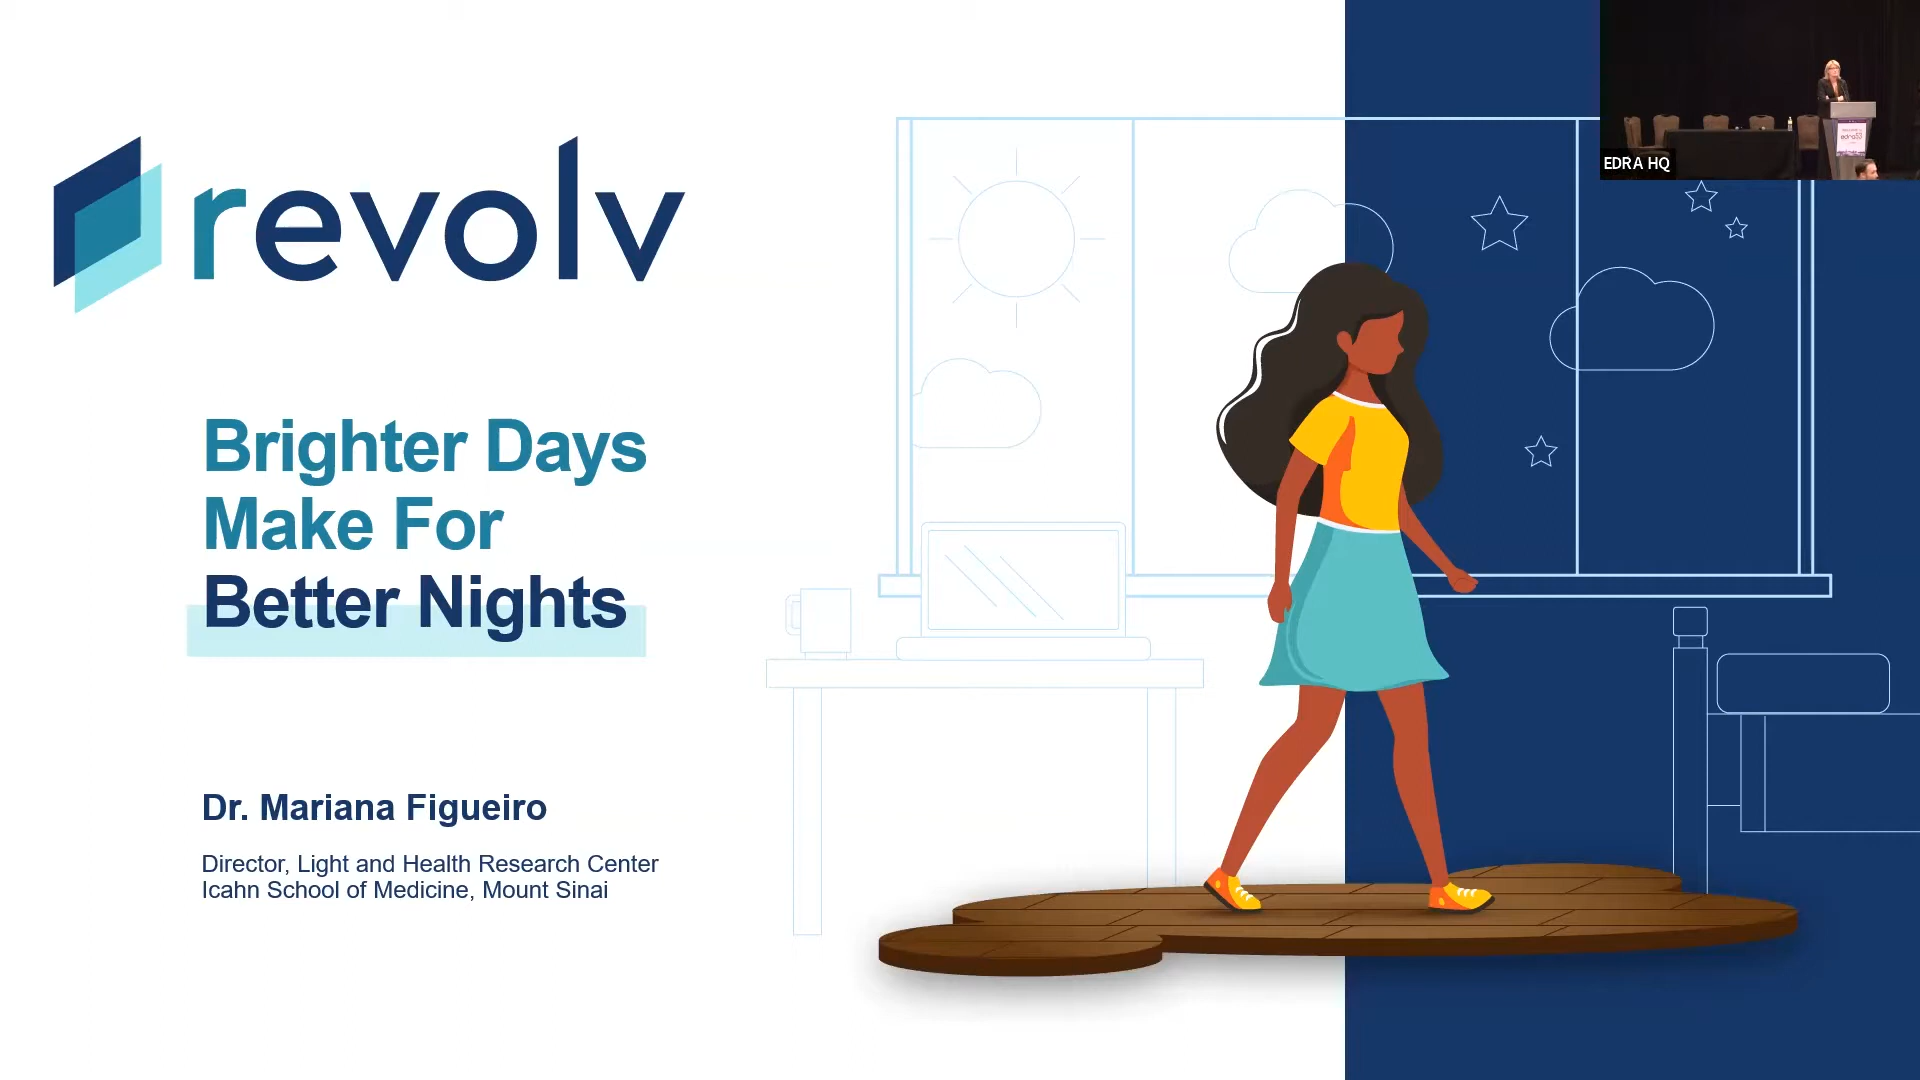 revolv
EDRA HQ
Brighter Days
Make For
Better Nights
Dr. Mariana Figueiro
Director, Light and Health Research Center
Icahn School of Medicine, Mount Sinai